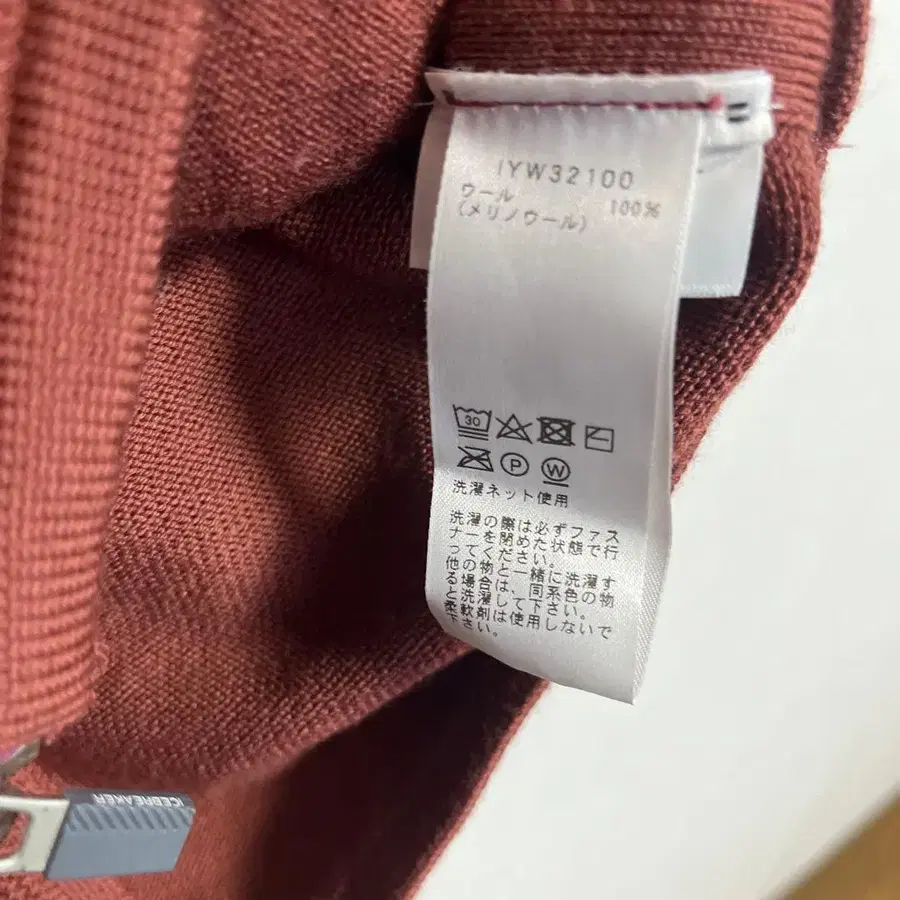 IYW32100
ウール 100%
(メリノウール)
30
P W
洗濯ネット使用
洗濯の際は必ずファス
ナーを閉めた状態で行
ってください。
他の物と一緒に洗濯す
る場合は、同系色の物
と洗濯して下さい。
柔軟剤は使用しないで
下さい。
ICEBREAKER